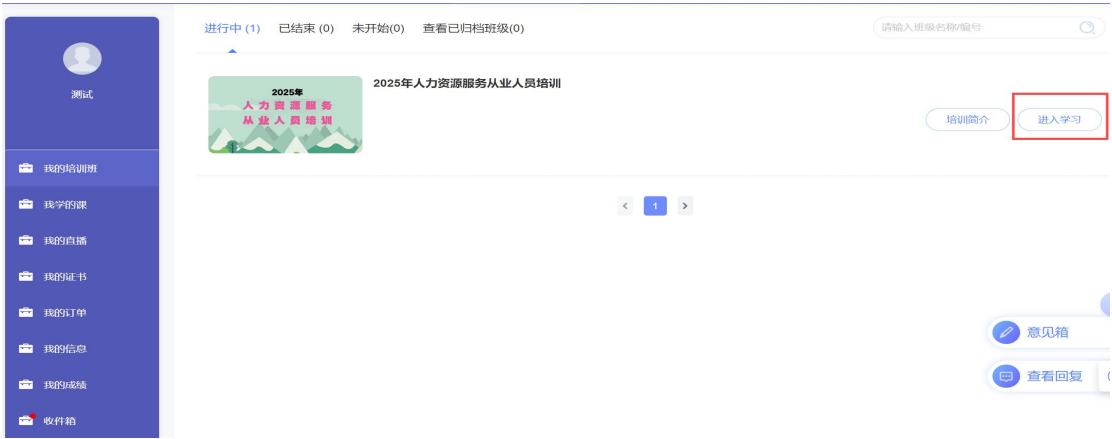 测试
我的培训班
我学的课
我的直播
我的证书
我的订单
我的信息
我的成绩
收件箱
进行中 (1) 已结束 (0) 未开始(0) 查看已归档班级(0)
请输入班级名称/编号
2025年
人力资源服务
从业人员培训
2025年人力资源服务从业人员培训
培训简介 进入学习
< 1 >
意见箱
查看回复